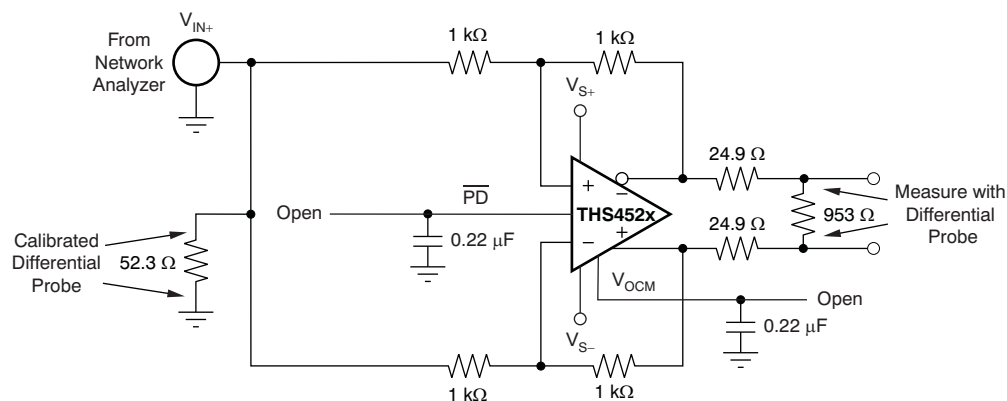 V_IN+
From
Network
Analyzer
1 kΩ
1 kΩ
V_S+
24.9 Ω
PD
Open
THS452x
+
−
−
+
Measure with
Differential
Probe
953 Ω
Calibrated
Differential
Probe
52.3 Ω
0.22 µF
24.9 Ω
V_OCM
Open
V_S−
0.22 µF
1 kΩ
1 kΩ